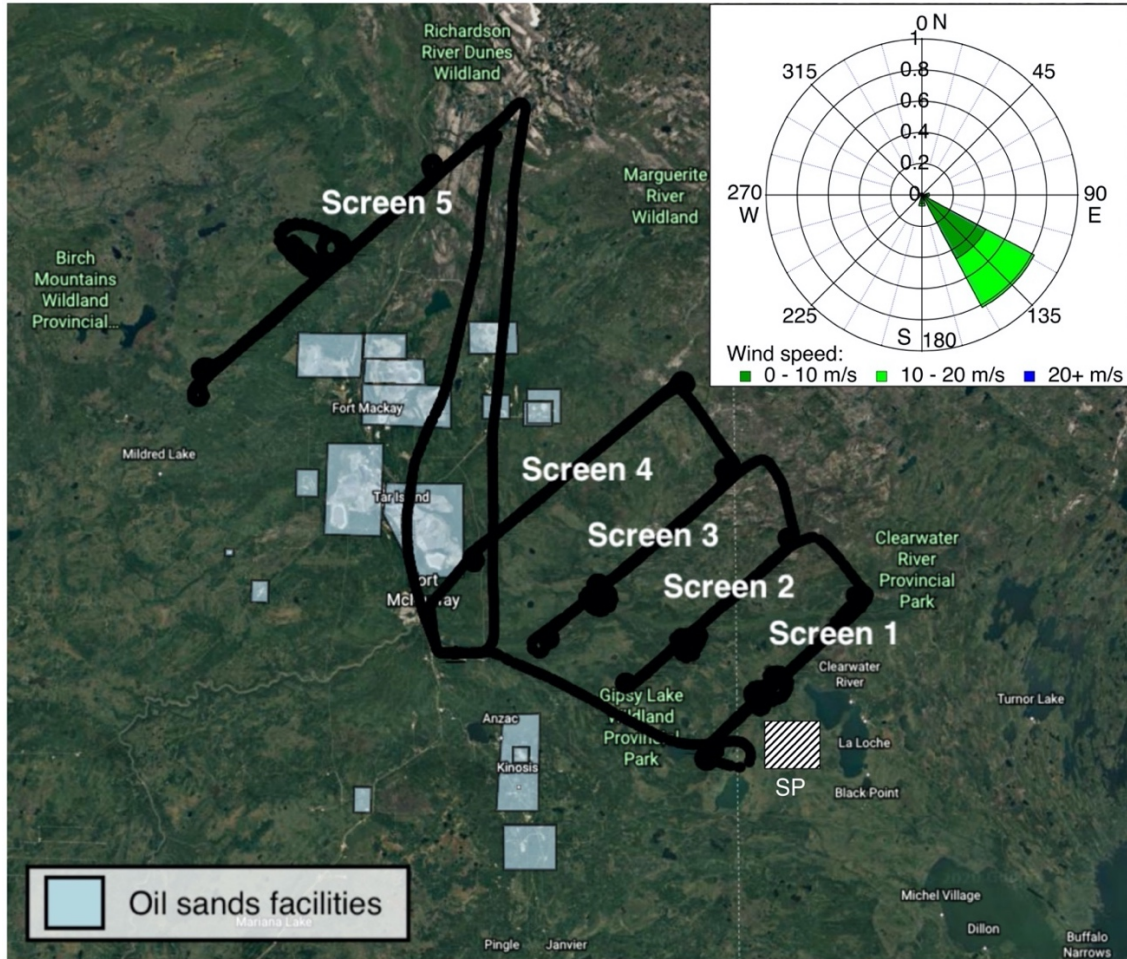 Richardson
River Dunes
Wildland
Marguerite
River
Wildland
Screen 5
Birch
Mountains
Wildland
Provincial...
Fort Mackay
Mildred Lake
Tar Island
Screen 4
Screen 3
Screen 2
Screen 1
Clearwater
River
Provincial
Park
Clearwater
River
Turnor Lake
Gipsy Lake
Wildland
Provincial
Park
Anzac
Kinosis
La Loche
SP
Black Point
Michel Village
Dillon
Buffalo
Narrows
Pingle
Janvier
Oil sands facilities
Mariana Lake
0 N
1
0.8
0.6
0.4
0.2
0
315
45
270
W
90
E
225
135
S 180
Wind speed:
0 - 10 m/s 10 - 20 m/s 20+ m/s